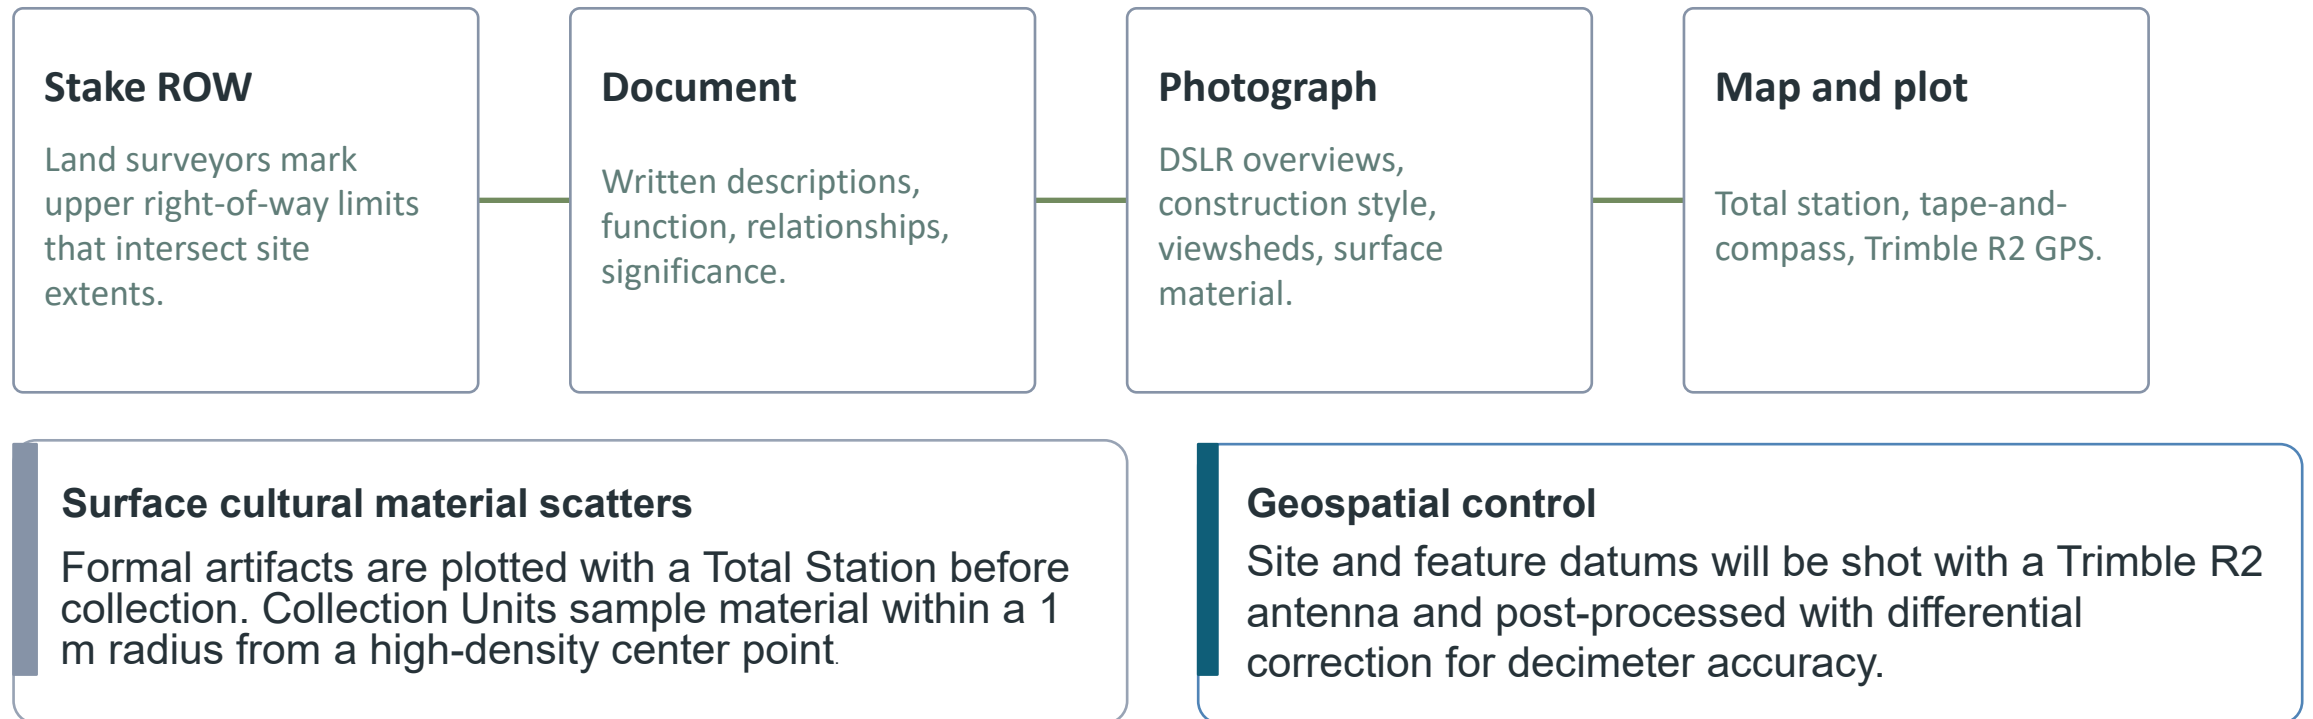 Stake ROW
Land surveyors mark
upper right-of-way limits
that intersect site
extents.
Document
Written descriptions,
function, relationships,
significance.
Photograph
DSLR overviews,
construction style,
viewsheds, surface
material.
Map and plot
Total station, tape-and-
compass, Trimble R2 GPS.
Surface cultural material scatters
Formal artifacts are plotted with a Total Station before
collection. Collection Units sample material within a 1
m radius from a high-density center point.
Geospatial control
Site and feature datums will be shot with a Trimble R2
antenna and post-processed with differential
correction for decimeter accuracy.